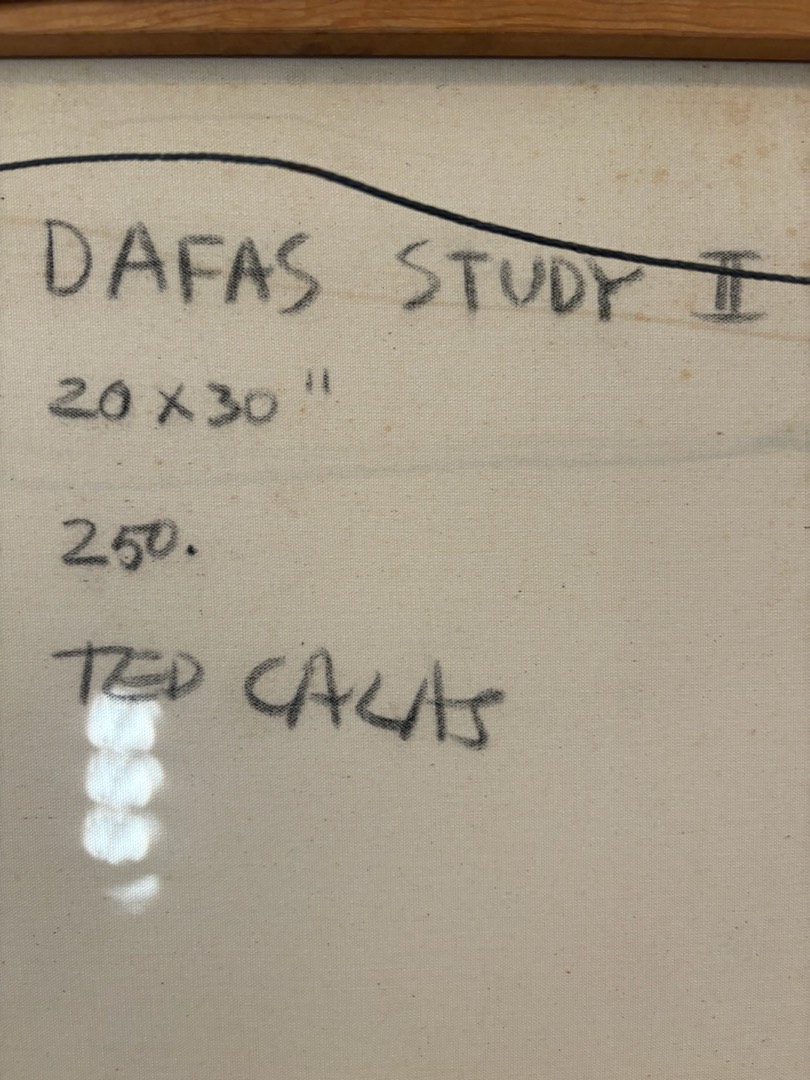 DAFAS STUDY II
20 x 30 "
250.
TED CALAS